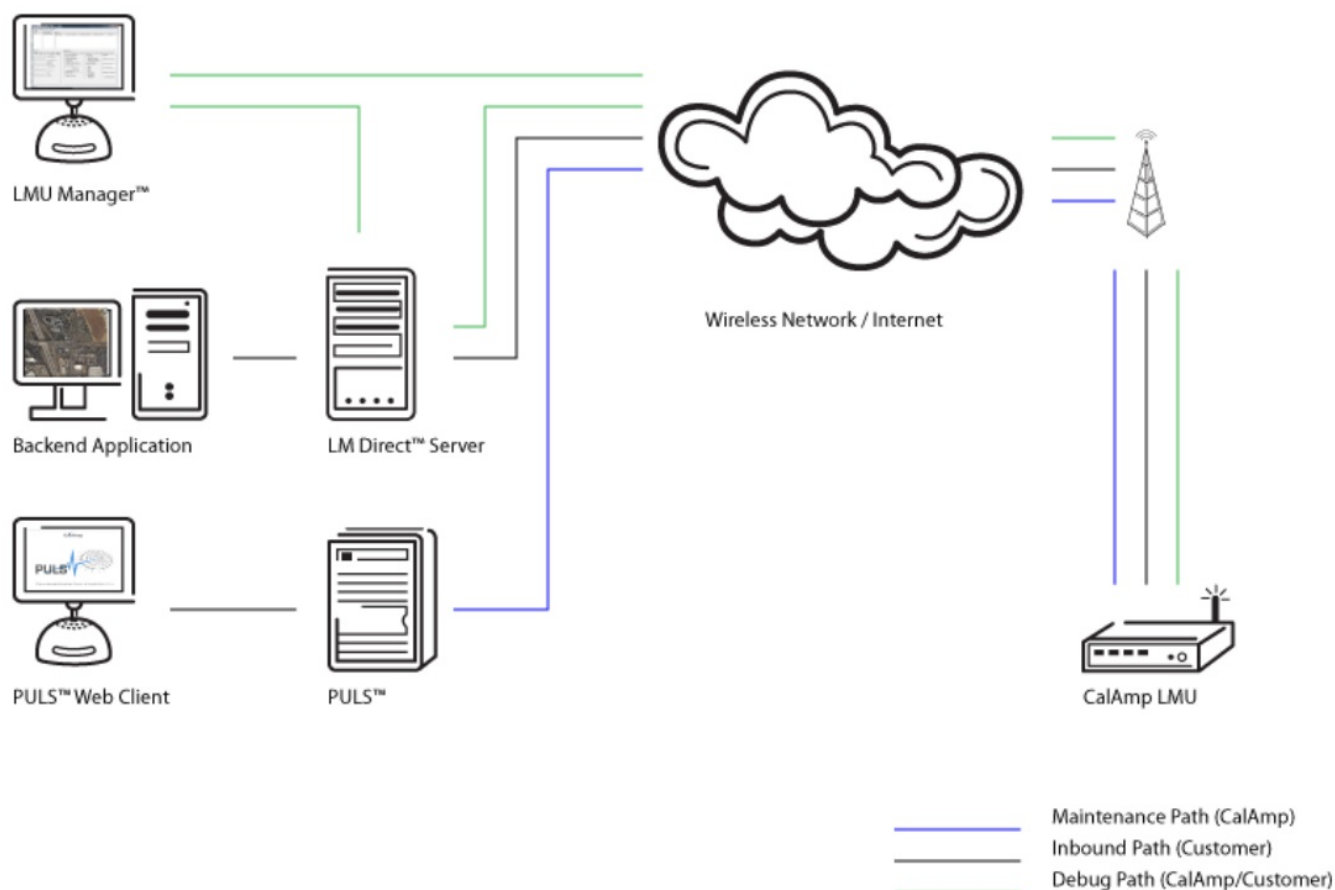 LMU Manager™
Wireless Network / Internet
Backend Application
LM Direct™ Server
PULS
PULS™ Web Client
PULS™
CalAmp LMU
Maintenance Path (CalAmp)
Inbound Path (Customer)
Debug Path (CalAmp/Customer)